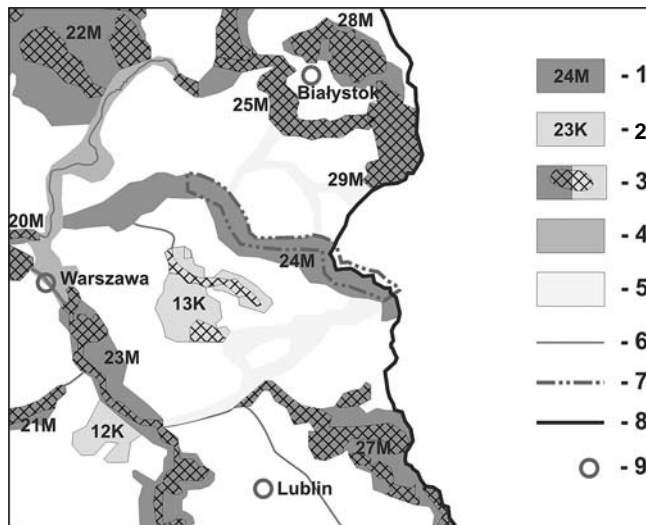 22M
28M
Białystok
25M
29M
20M
24M
Warszawa
13K
23M
21M
12K
27M
Lublin
24M - 1
23K - 2
- 3
- 4
- 5
- 6
- 7
- 8
- 9